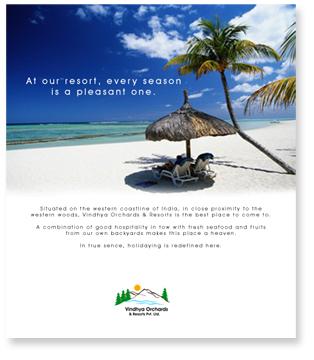 At our resort, every season
is a pleasant one.
Situated on the western coastline of India, in close proximity to the
western woods, Vindhya Orchards & Resorts is the best place to come to.
A combination of good hospitality in tow with fresh seafood and fruits
from our own backyards makes this place a heaven.
In true sence, holidaying is redefined here.
Vindhya Orchards
& Resorts Pvt. Ltd.